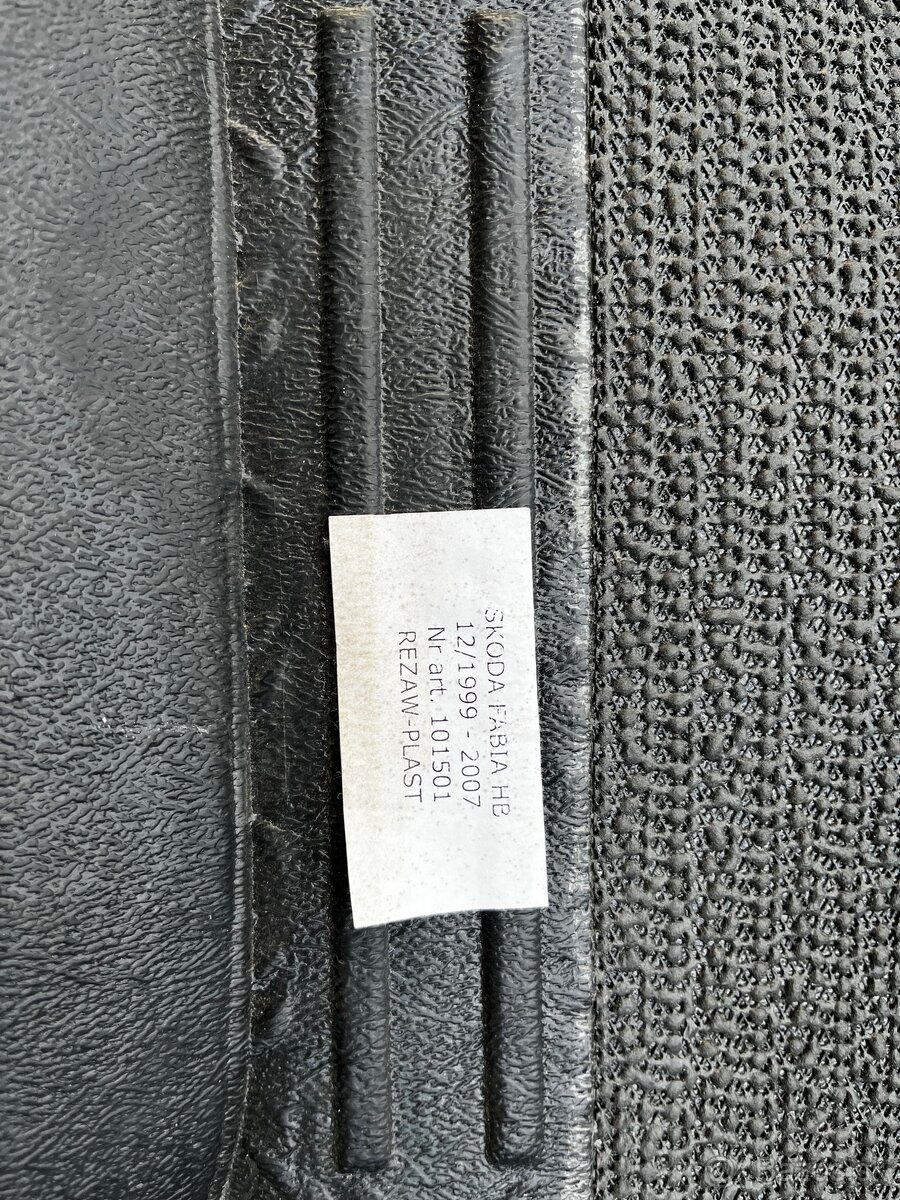 SKODA FABIA HB
12/1999 - 2007
Nr art. 101501
REZAW-PLAST